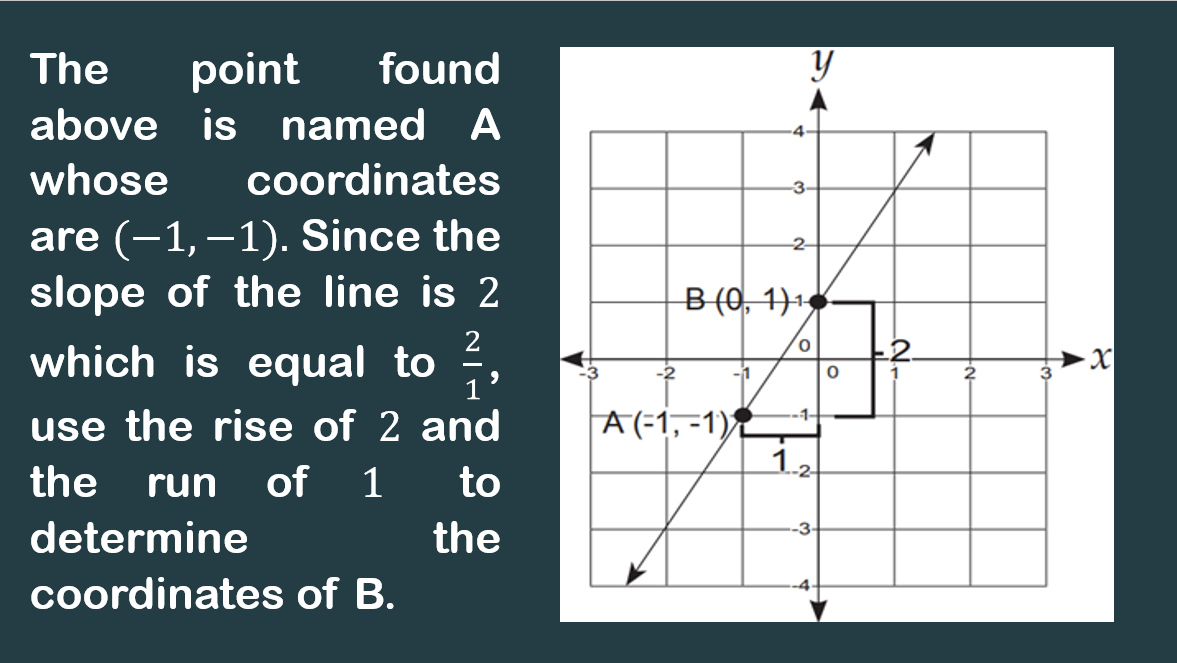 The point found
above is named A
whose coordinates
are (−1, −1). Since the
slope of the line is 2
which is equal to 2/1,
use the rise of 2 and
the run of 1 to
determine the
coordinates of B.
y
4
3
2
B (0, 1) 1
0
2
x
-3 -2 -1 0 1 2 3
A (-1, -1) -1
1
-2
-3
-4